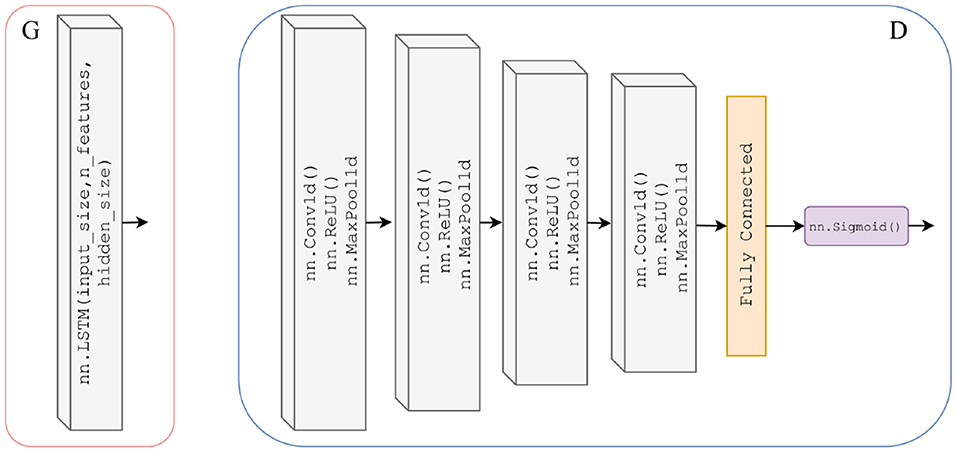 G
nn.LSTM(input_size,n_features,
hidden_size)
D
nn.Conv1d()
nn.ReLU()
nn.MaxPool1d
nn.Conv1d()
nn.ReLU()
nn.MaxPool1d
nn.Conv1d()
nn.ReLU()
nn.MaxPool1d
nn.Conv1d()
nn.ReLU()
nn.MaxPool1d
Fully Connected
nn.Sigmoid()